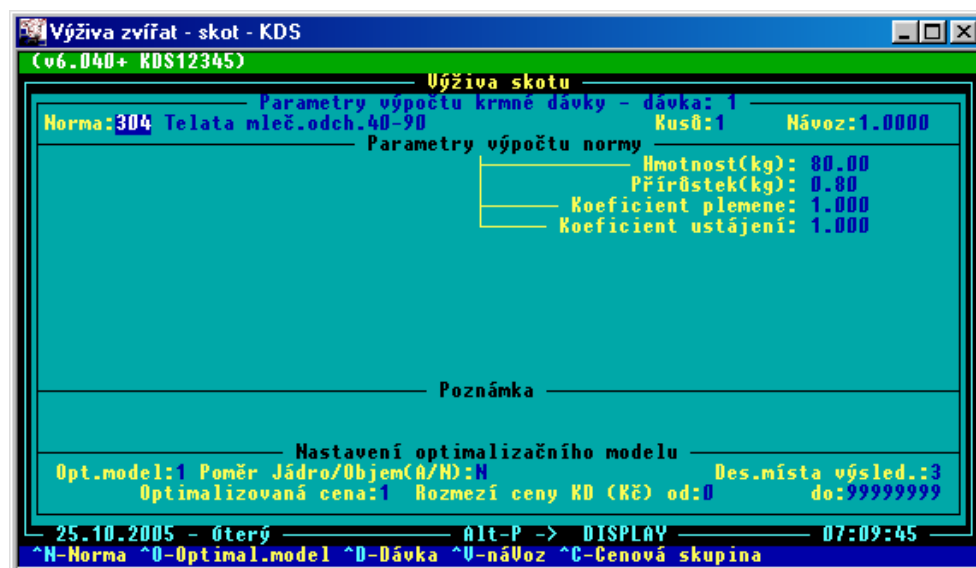 Výživa zvířat - skot - KDS
(v6.040+ KDS12345)
Výživa skotu
Parametry výpočtu krmné dávky - dávka: 1
Norma:304 Telata mleč.odch.40-90 Kusů:1 Návoz:1.0000
Parametry výpočtu normy
Hmotnost(kg): 80.00
Přírůstek(kg): 0.80
Koeficient plemene: 1.000
Koeficient ustájení: 1.000
Poznámka
Nastavení optimalizačního modelu
Opt.model:1 Poměr Jádro/Objem(A/N):N Des.místa výsled.:3
Optimalizovaná cena:1 Rozmezí ceny KD (Kč) od:0 do:99999999
25.10.2005 - úterý Alt-P -> DISPLAY 07:09:45
^N-Norma ^O-Optimal.model ^D-Dávka ^V-náVoz ^C-Cenová skupina